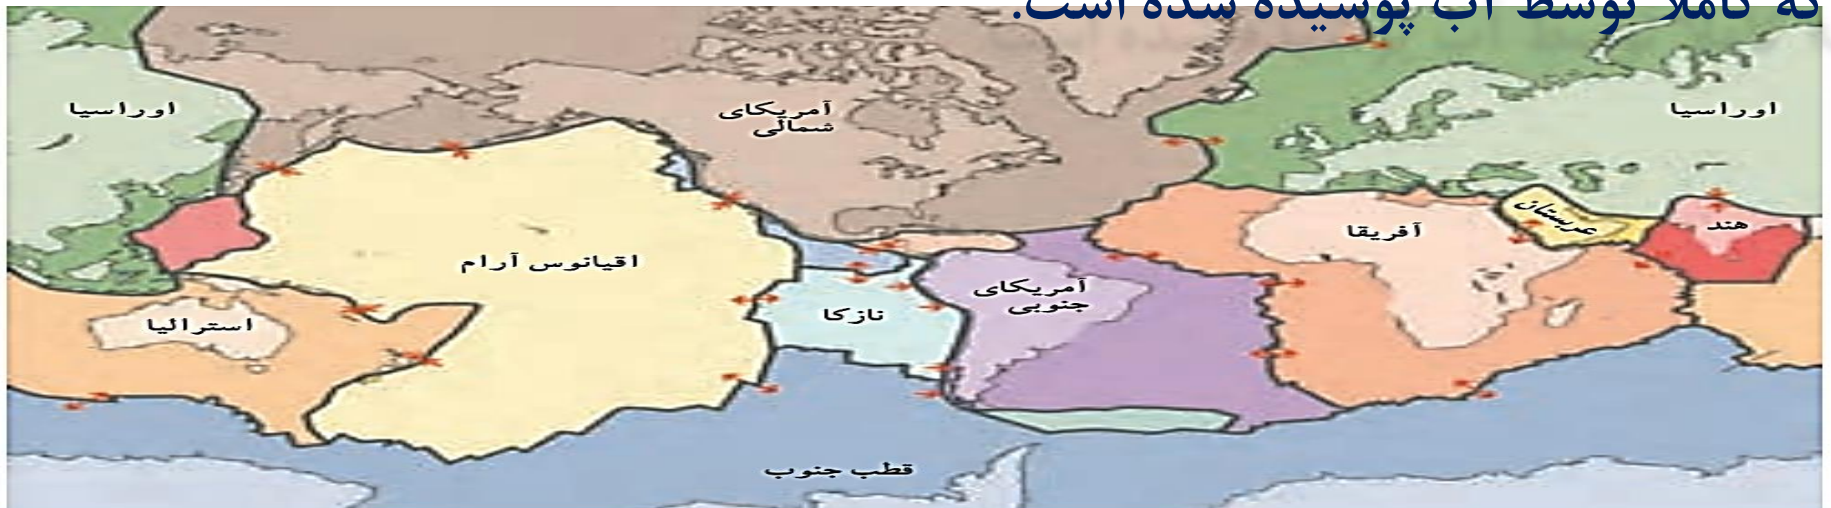 که کاملا توسط آب پوشیده شده است.
اوراسیا
آمریکای
شمالی
اوراسیا
عربستان
هند
آفریقا
اقیانوس آرام
آمریکای
جنوبی
نازکا
استرالیا
قطب جنوب